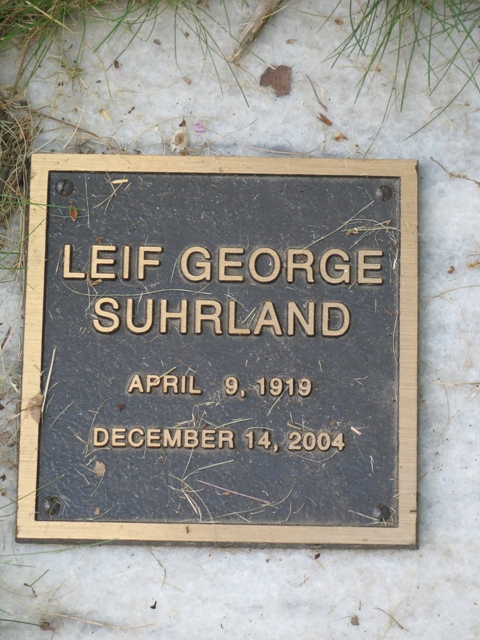 LEIF GEORGE
SUHRLAND
APRIL 9, 1919
DECEMBER 14, 2004